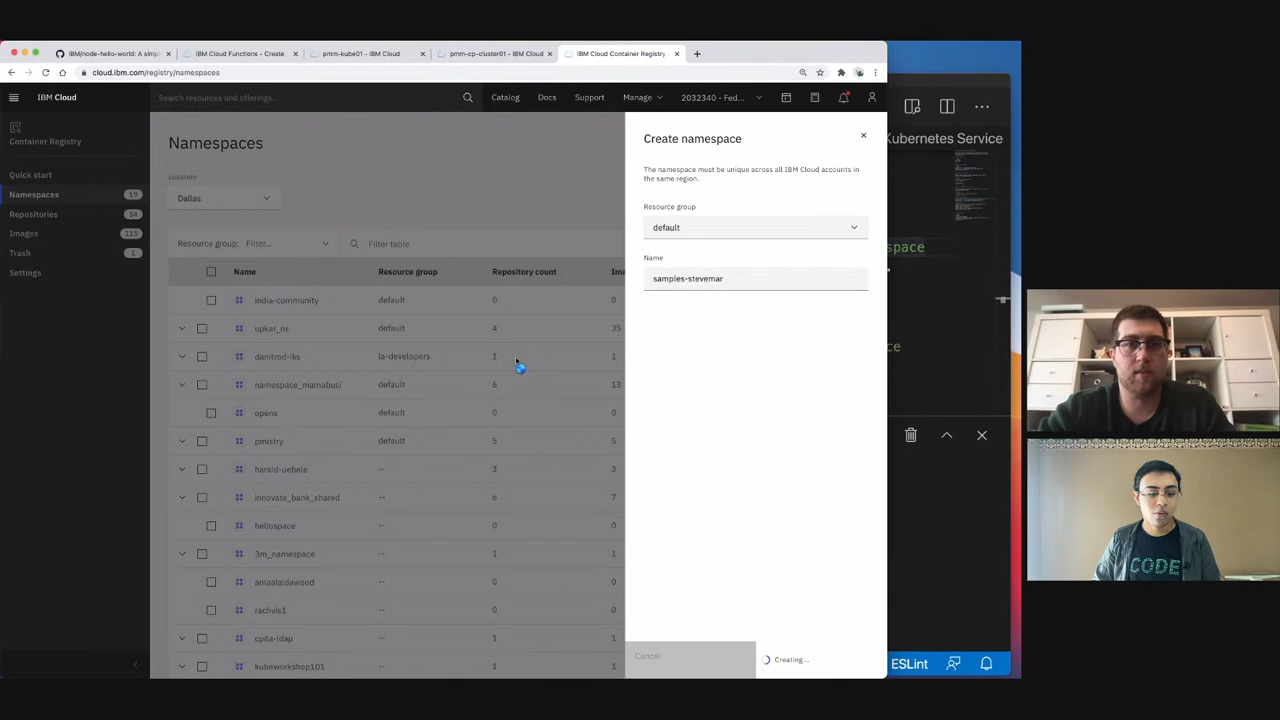 IBM/node-hello-world: A simpl
IBM Cloud Functions - Create
pmm-kube01 - IBM Cloud
pmm-cp-cluster01 - IBM Cloud
IBM Cloud Container Registry
cloud.ibm.com/registry/namespaces
IBM Cloud
Search resources and offerings...
Catalog
Docs
Support
Manage
2032340 - Fed...
Container Registry
Quick start
Namespaces 19
Repositories 54
Images 115
Trash 1
Settings
Namespaces
Location
Dallas
Resource group: Filter...
Filter table
Name Resource group Repository count Ima
india-community default 0 0
upkar_ns default 4 35
danitrod-iks la-developers 1 1
namespace_mamabusi default 6 13
opens default 0 0
pmistry default 5 5
harald-uebele -- 3 3
innovate_bank_shared -- 6 7
hellospace -- 0 0
3m_namespace -- 1 1
amaalaldawood -- 0 0
rachvis1 -- 0 0
cp4a-ldap -- 1 1
kubeworkshop101 -- 1 1
Create namespace
The namespace must be unique across all IBM Cloud accounts in
the same region.
Resource group
default
Name
samples-stevemar
Cancel
Creating...
Kubernetes Service
space
ce
ESLint
CODE